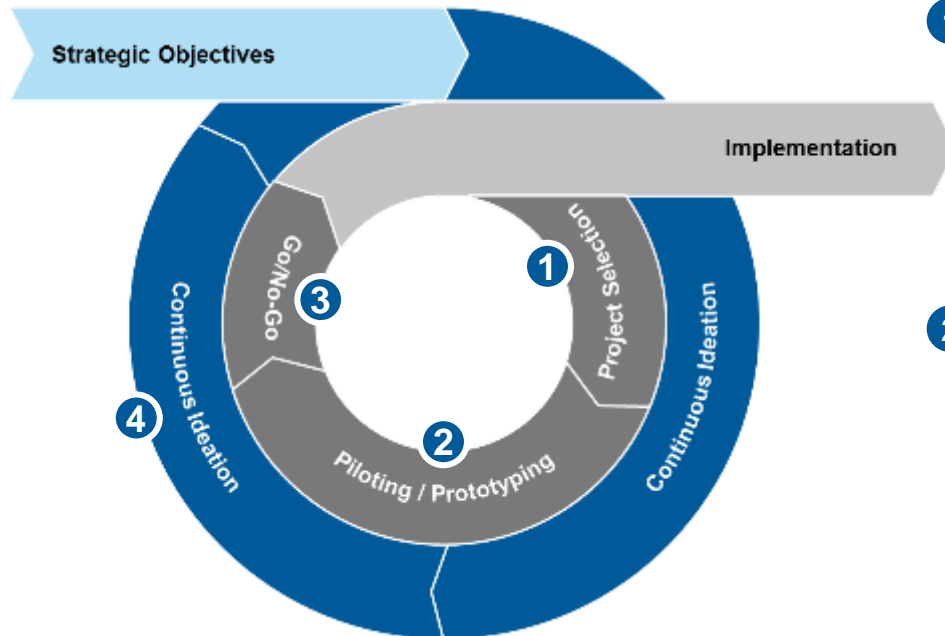 Strategic Objectives
Implementation
Project Selection
1
Go/No-Go
3
Continuous Ideation
Continuous Ideation
4
2
Piloting / Prototyping